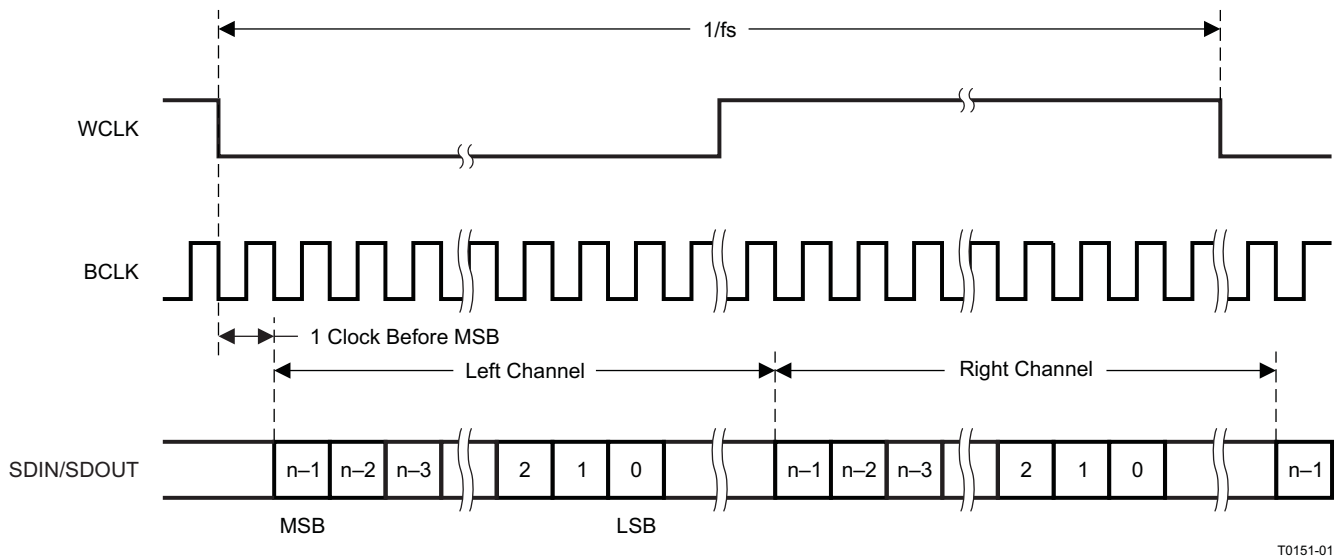 1/fs
WCLK
BCLK
1 Clock Before MSB
Left Channel
Right Channel
SDIN/SDOUT
n–1 n–2 n–3 2 1 0 n–1 n–2 n–3 2 1 0 n–1
MSB LSB
T0151-01